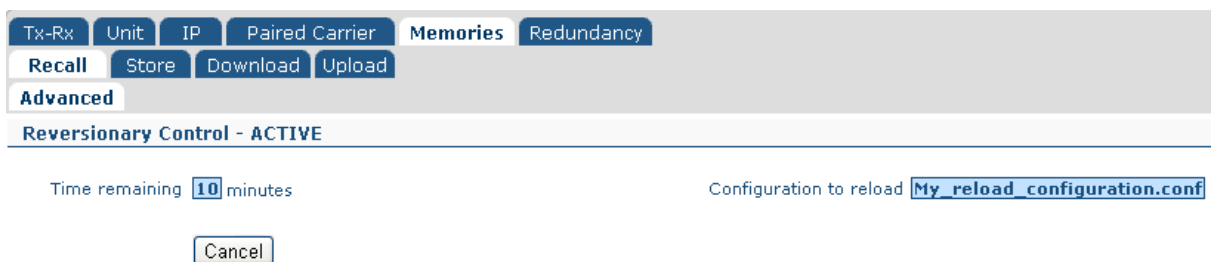 Tx-Rx Unit IP Paired Carrier Memories Redundancy
Recall Store Download Upload
Advanced
Reversionary Control - ACTIVE
Time remaining 10 minutes Configuration to reload My_reload_configuration.conf
Cancel